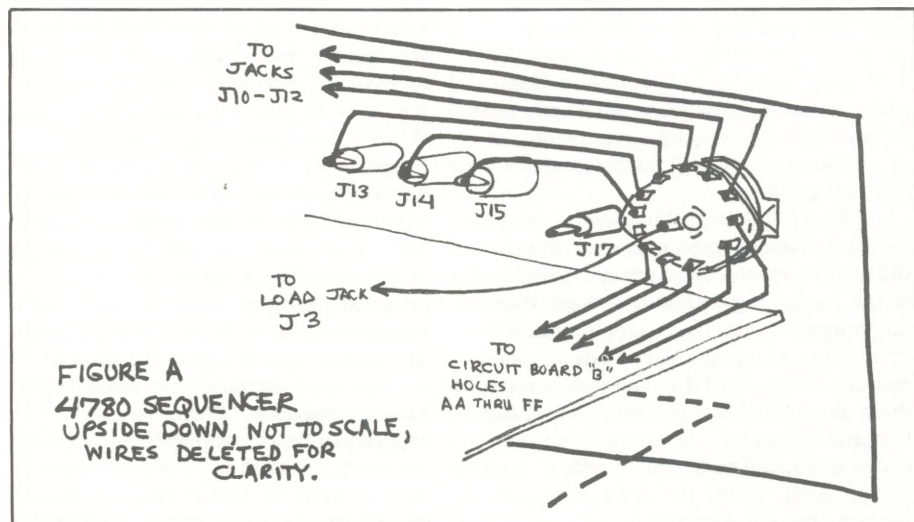 TO
JACKS
J10-J12
J13
J14
J15
J17
TO
LOAD JACK
J3
TO
CIRCUIT BOARD "B"
HOLES
AA THRU FF
FIGURE A
4780 SEQUENCER
UPSIDE DOWN, NOT TO SCALE,
WIRES DELETED FOR
CLARITY.